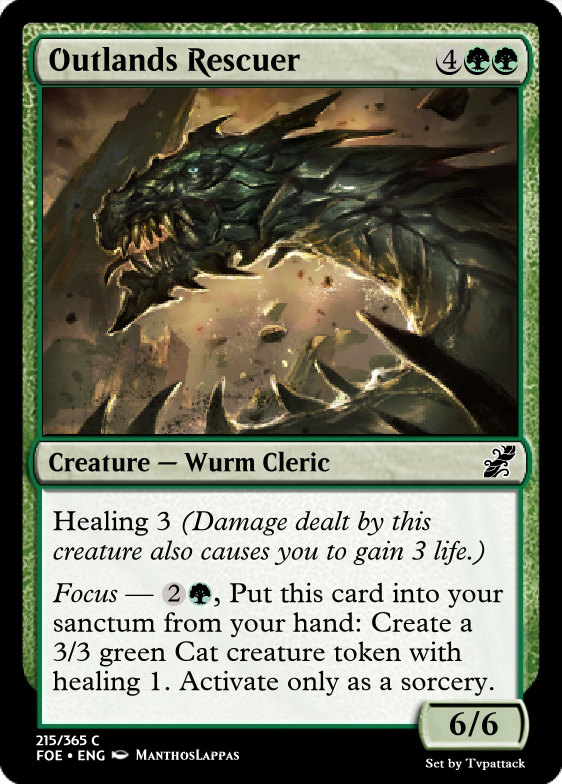 Outlands Rescuer 4
Creature — Wurm Cleric
Healing 3 (Damage dealt by this
creature also causes you to gain 3 life.)
Focus — 2, Put this card into your
sanctum from your hand: Create a
3/3 green Cat creature token with
healing 1. Activate only as a sorcery.
6/6
215/365 C
FOE • ENG ManthosLappas
Set by Tvpattack